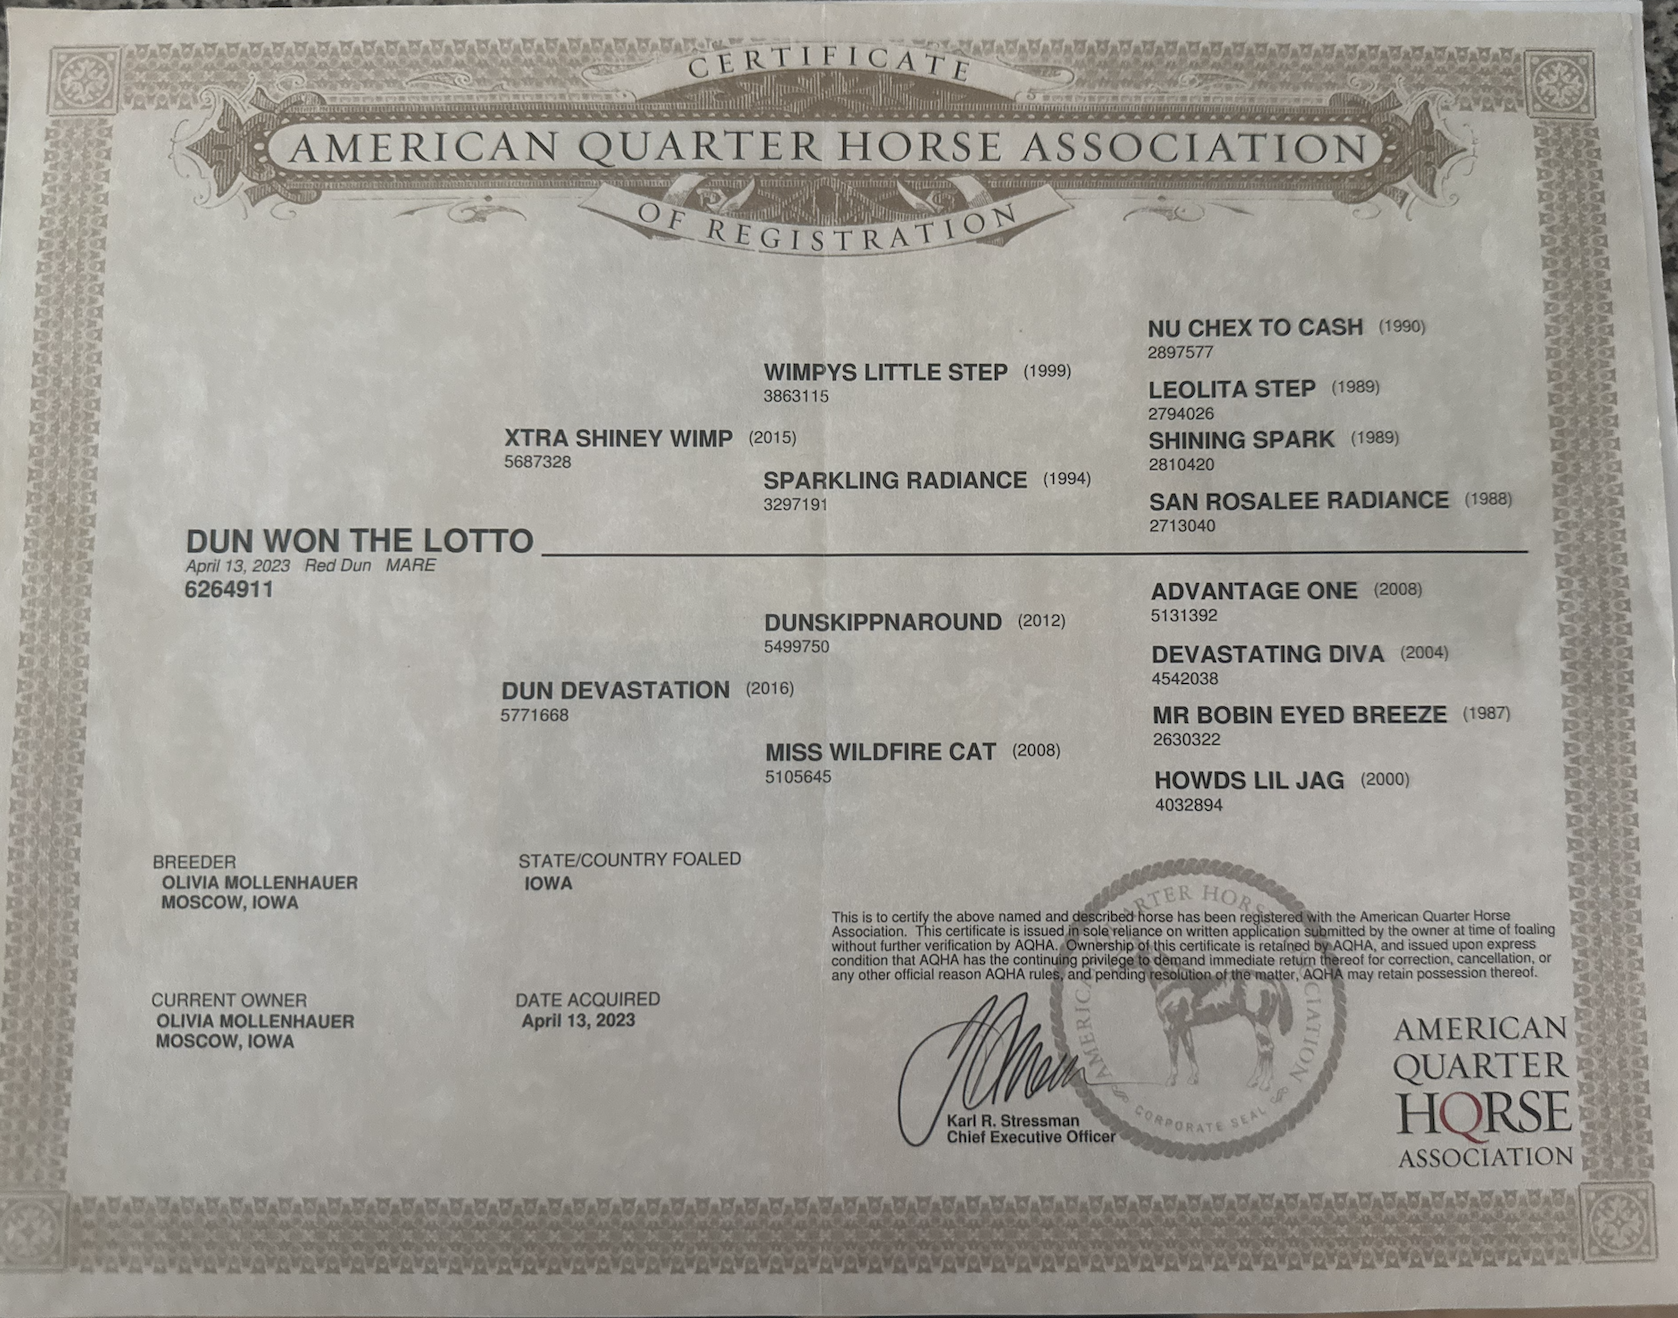 CERTIFICATE
AMERICAN QUARTER HORSE ASSOCIATION
OF REGISTRATION
NU CHEX TO CASH (1990)
2897577
WIMPYS LITTLE STEP (1999)
3863115
LEOLITA STEP (1989)
2794026
XTRA SHINEY WIMP (2015)
5687328
SHINING SPARK (1989)
2810420
SPARKLING RADIANCE (1994)
3297191
SAN ROSALEE RADIANCE (1988)
2713040
DUN WON THE LOTTO
April 13, 2023 Red Dun MARE
6264911
ADVANTAGE ONE (2008)
5131392
DUNSKIPPNAROUND (2012)
5499750
DEVASTATING DIVA (2004)
4542038
DUN DEVASTATION (2016)
5771668
MR BOBIN EYED BREEZE (1987)
2630322
MISS WILDFIRE CAT (2008)
5105645
HOWDS LIL JAG (2000)
4032894
BREEDER
OLIVIA MOLLENHAUER
MOSCOW, IOWA
STATE/COUNTRY FOALED
IOWA
This is to certify the above named and described horse has been registered with the American Quarter Horse
Association. This certificate is issued in sole reliance on written application submitted by the owner at time of foaling
without further verification by AQHA. Ownership of this certificate is retained by AQHA, and issued upon express
condition that AQHA has the continuing privilege to demand immediate return thereof for correction, cancellation, or
any other official reason AQHA rules, and pending resolution of the matter, AQHA may retain possession thereof.
CURRENT OWNER
OLIVIA MOLLENHAUER
MOSCOW, IOWA
DATE ACQUIRED
April 13, 2023
Karl R. Stressman
Chief Executive Officer
CORPORATE SEAL
AMERICAN
QUARTER
HORSE
ASSOCIATION